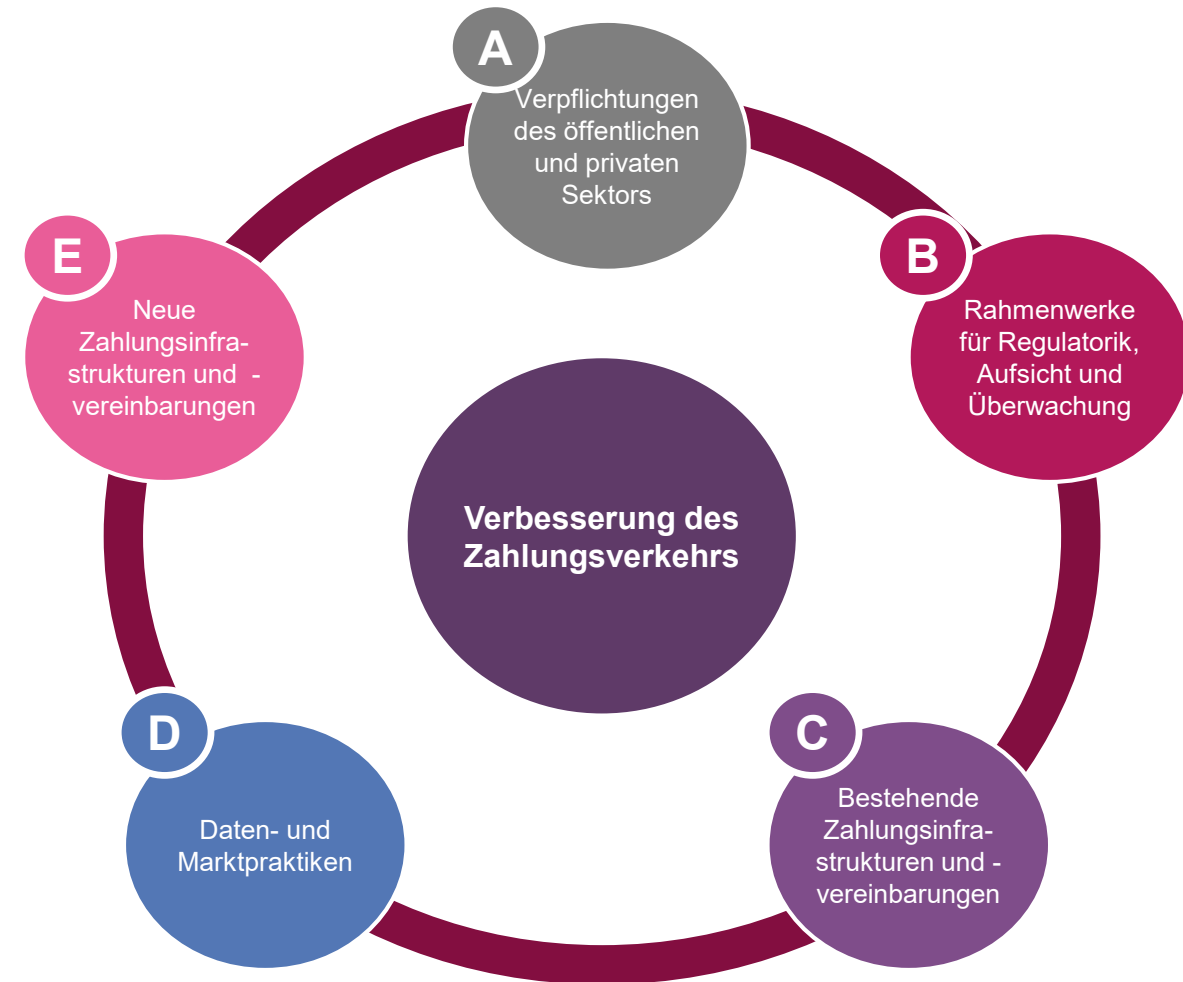 A
Verpflichtungen
des öffentlichen
und privaten
Sektors
B
Rahmenwerke
für Regulatorik,
Aufsicht und
Überwachung
C
Bestehende
Zahlungsinfra-
strukturen und -
vereinbarungen
D
Daten- und
Marktpraktiken
E
Neue
Zahlungsinfra-
strukturen und -
vereinbarungen
Verbesserung des
Zahlungsverkehrs